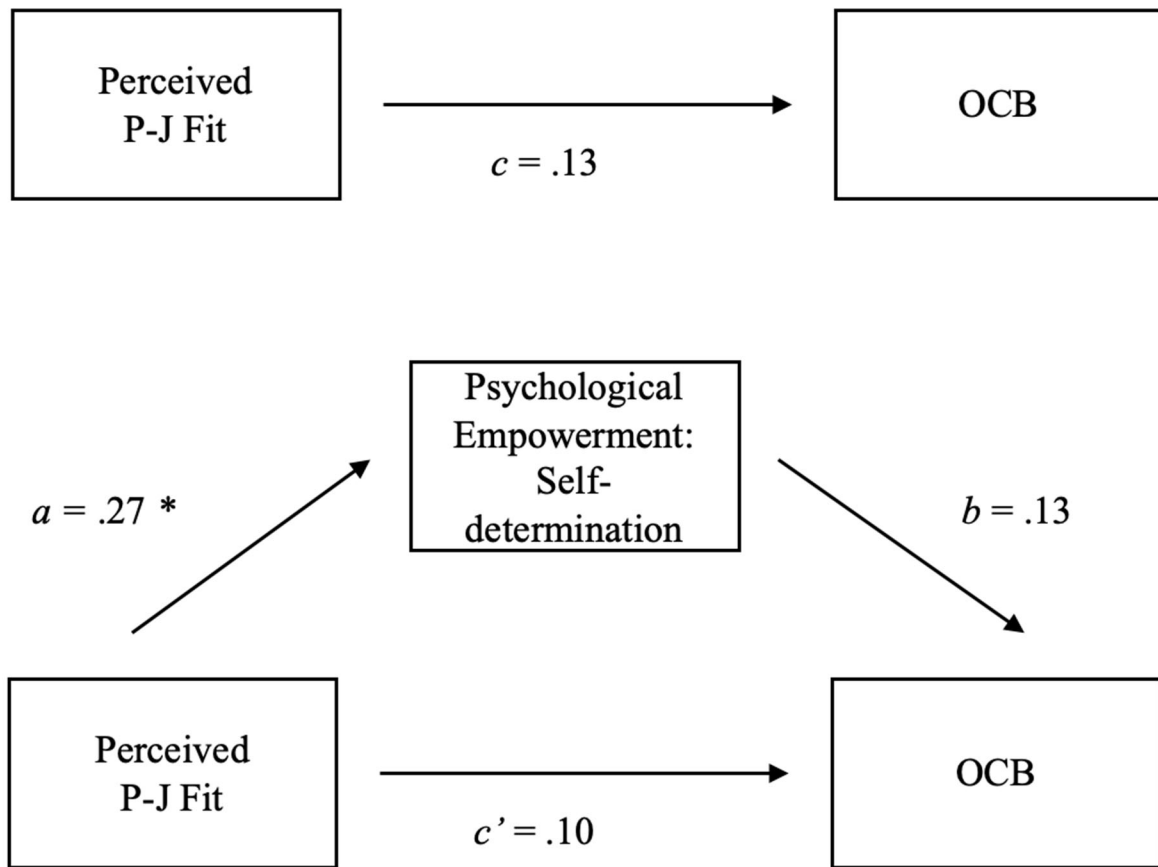 Perceived
P-J Fit
OCB
c = .13
Psychological
Empowerment:
Self-
determination
a = .27 *
b = .13
Perceived
P-J Fit
OCB
c’ = .10